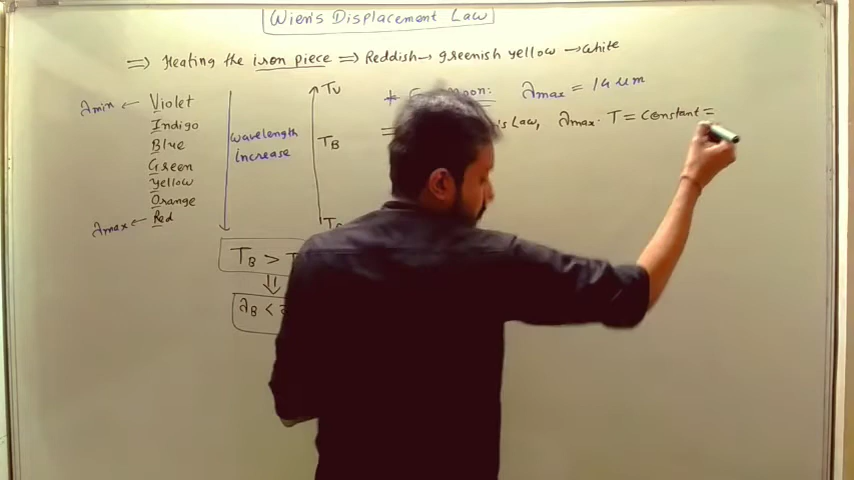 Wien's Displacement Law
=> Heating the iron piece => Reddish → greenish yellow → white
λmin ← Violet
Indigo
Blue
Green
Yellow
Orange
λmax ← Red
wavelength increase
Tv
TB
TB >
⇓
λB <
* Moon: λmax = 14 μm
=> Law, λmax · T = Constant =